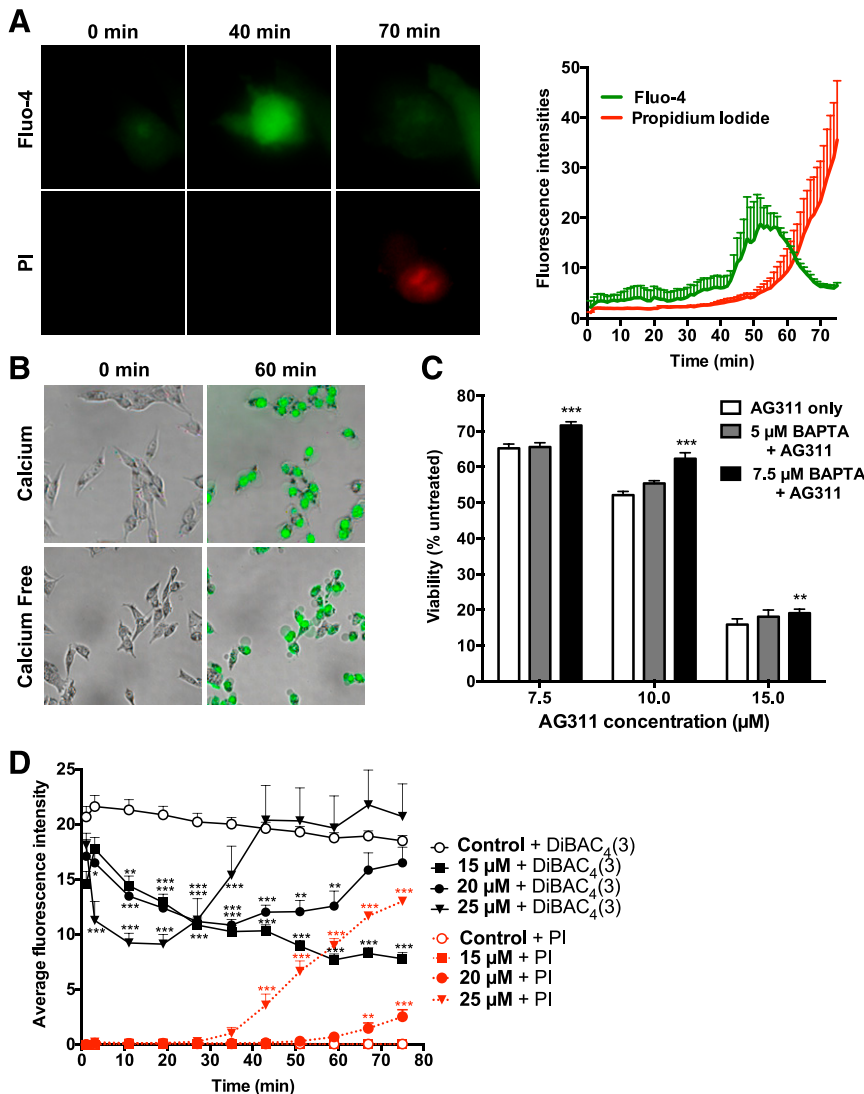 A
0 min
40 min
70 min
Fluo-4
PI
Fluorescence intensities
50
40
30
20
10
0
Fluo-4
Propidium Iodide
0 10 20 30 40 50 60 70
Time (min)
B
0 min
60 min
Calcium
Calcium Free
C
Viability (% untreated)
80
70
60
50
40
30
20
10
0
***
***
**
AG311 only
5 µM BAPTA
+ AG311
7.5 µM BAPTA
+ AG311
7.5 10.0 15.0
AG311 concentration (µM)
D
Average fluorescence intensity
25
20
15
10
5
0
0 10 20 30 40 50 60 70 80
Time (min)
Control + DiBAC4(3)
15 µM + DiBAC4(3)
20 µM + DiBAC4(3)
25 µM + DiBAC4(3)
Control + PI
15 µM + PI
20 µM + PI
25 µM + PI